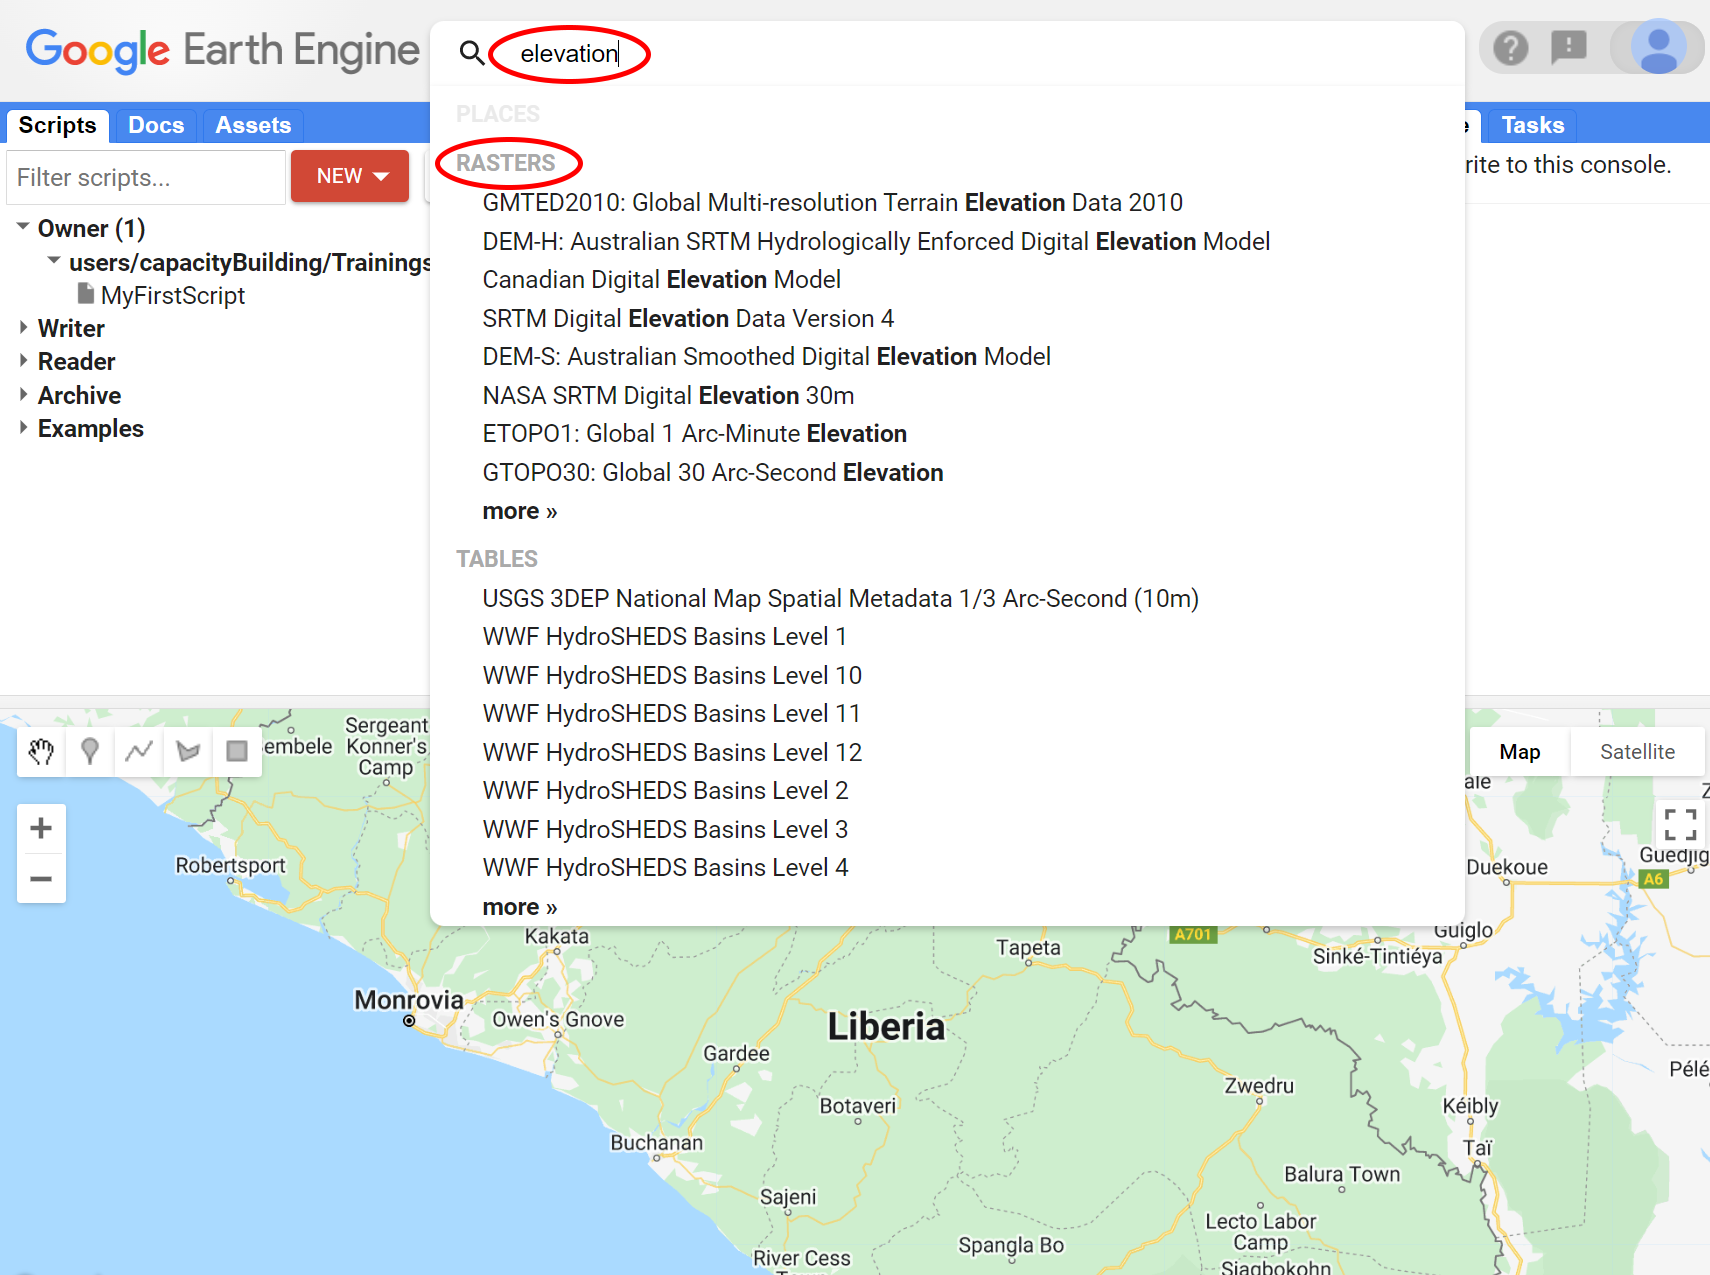 Google Earth Engine
elevation
Scripts
Docs
Assets
Tasks
Filter scripts...
NEW
rite to this console.
Owner (1)
users/capacityBuilding/Trainings
MyFirstScript
Writer
Reader
Archive
Examples
PLACES
RASTERS
GMTED2010: Global Multi-resolution Terrain Elevation Data 2010
DEM-H: Australian SRTM Hydrologically Enforced Digital Elevation Model
Canadian Digital Elevation Model
SRTM Digital Elevation Data Version 4
DEM-S: Australian Smoothed Digital Elevation Model
NASA SRTM Digital Elevation 30m
ETOPO1: Global 1 Arc-Minute Elevation
GTOPO30: Global 30 Arc-Second Elevation
more »
TABLES
USGS 3DEP National Map Spatial Metadata 1/3 Arc-Second (10m)
WWF HydroSHEDS Basins Level 1
WWF HydroSHEDS Basins Level 10
WWF HydroSHEDS Basins Level 11
WWF HydroSHEDS Basins Level 12
WWF HydroSHEDS Basins Level 2
WWF HydroSHEDS Basins Level 3
WWF HydroSHEDS Basins Level 4
more »
Map
Satellite
embele
Sergeant
Konner's
Camp
Robertsport
ale
Duekoue
Guedjig
A6
A701
Guiglo
Kakata
Tapeta
Sinké-Tintiéya
Monrovia
Owen's Gnove
Liberia
Gardee
Zwedru
Pélé
Botaveri
Kéibly
Buchanan
Taï
Balura Town
Sajeni
Lecto Labor
Camp
Spangla Bo
River Cess
Siagbokohn